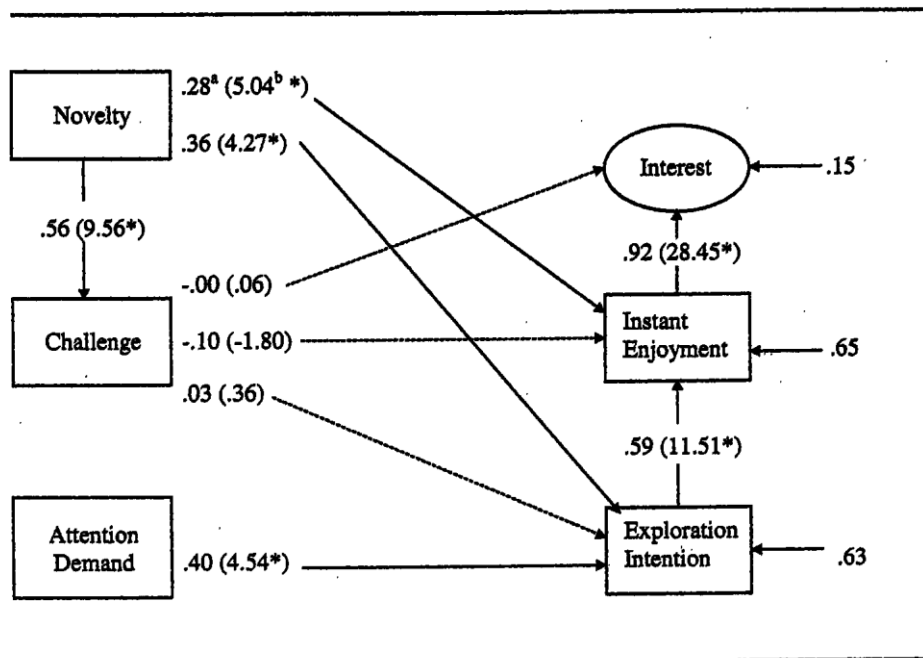 .28ᵃ (5.04ᵇ *)
Novelty
.36 (4.27*)
Interest
.15
.56 (9.56*)
.92 (28.45*)
-.00 (.06)
Challenge
-.10 (-1.80)
Instant
Enjoyment
.65
.03 (.36)
.59 (11.51*)
Attention
Demand
.40 (4.54*)
Exploration
Intention
.63